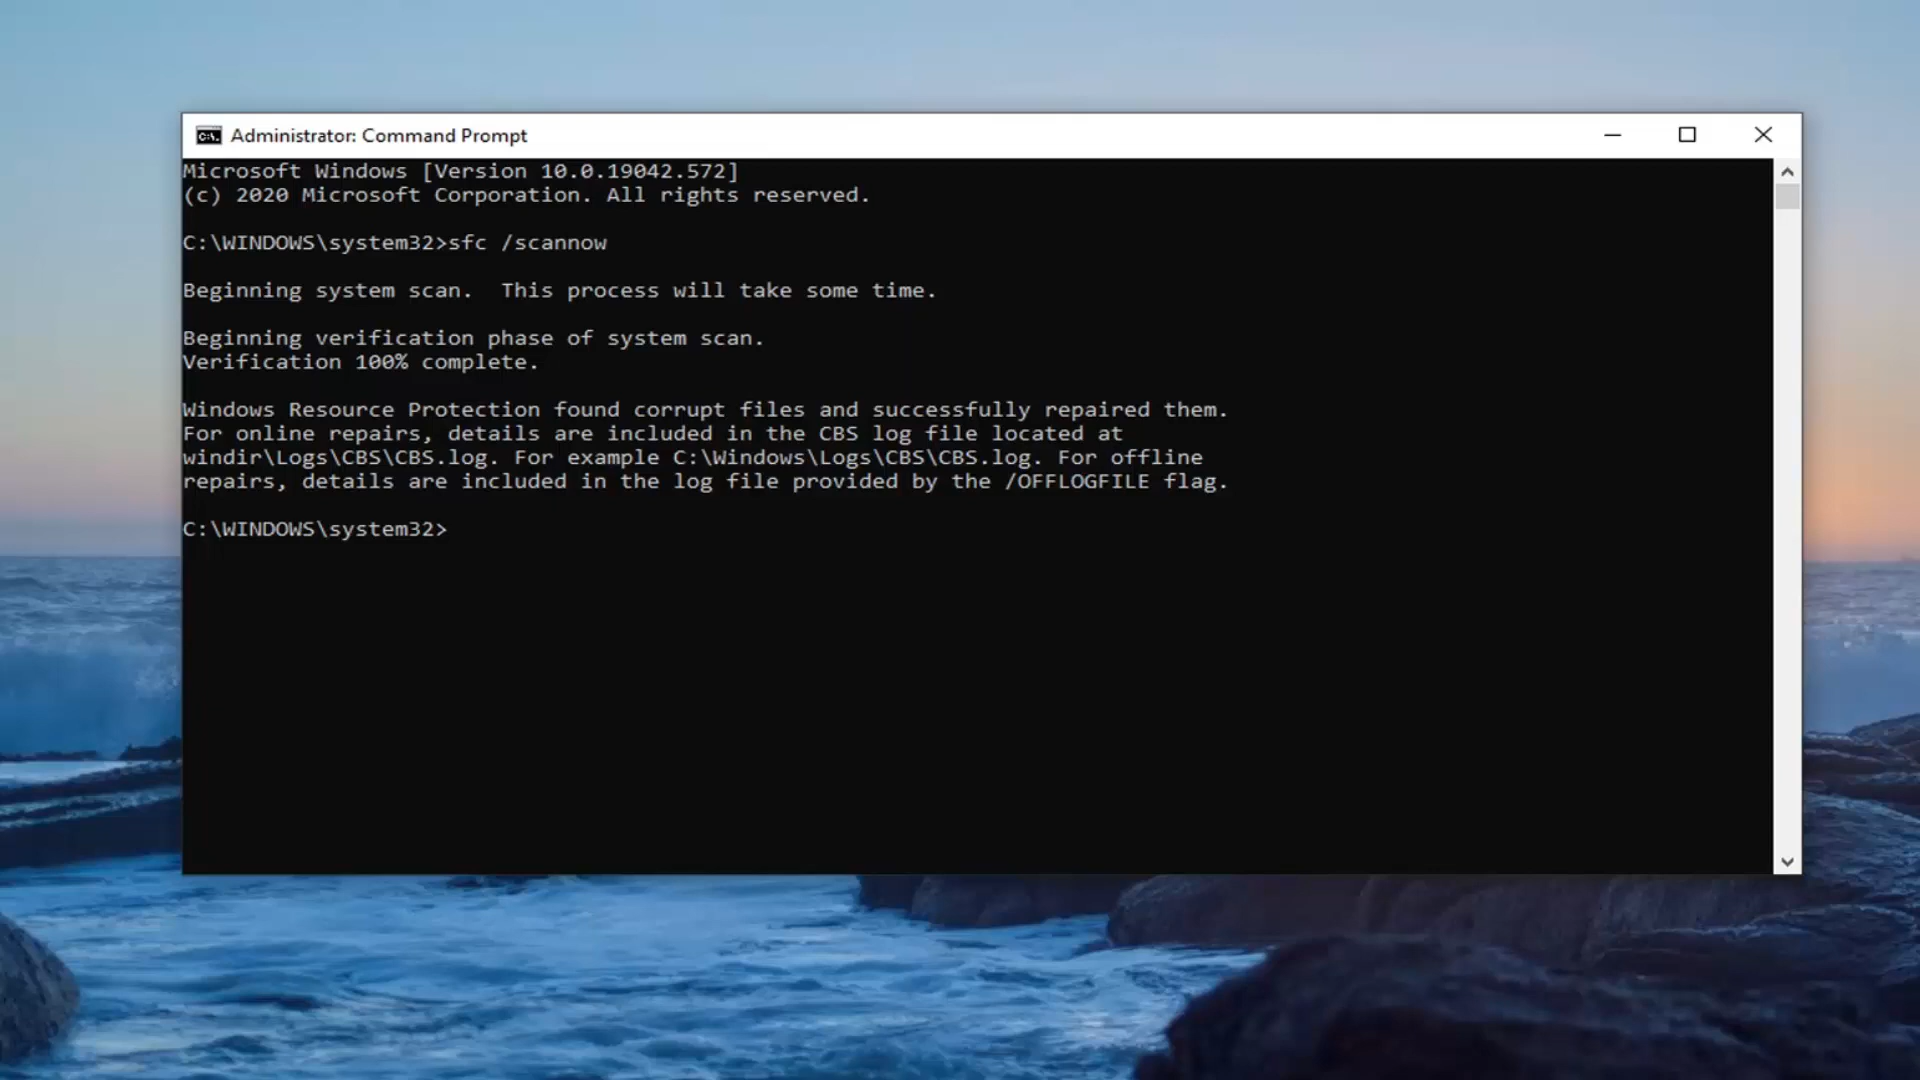 Administrator: Command Prompt
Microsoft Windows [Version 10.0.19042.572]
(c) 2020 Microsoft Corporation. All rights reserved.
C:\WINDOWS\system32>sfc /scannow
Beginning system scan.  This process will take some time.
Beginning verification phase of system scan.
Verification 100% complete.
Windows Resource Protection found corrupt files and successfully repaired them.
For online repairs, details are included in the CBS log file located at
windir\Logs\CBS\CBS.log. For example C:\Windows\Logs\CBS\CBS.log. For offline
repairs, details are included in the log file provided by the /OFFLOGFILE flag.
C:\WINDOWS\system32>